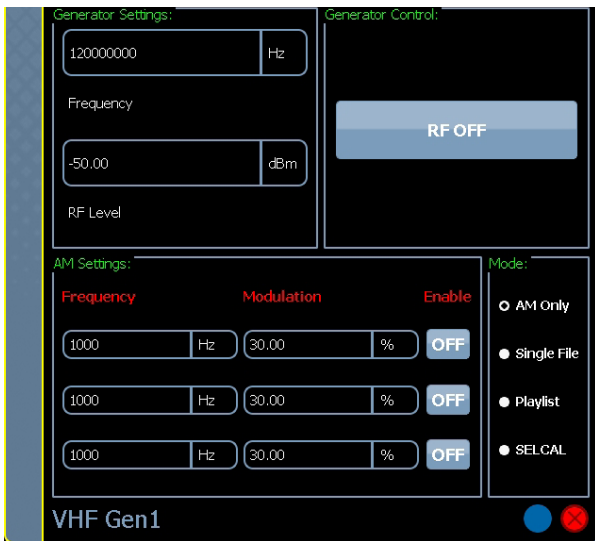 Generator Settings:
Generator Control:
120000000 Hz
Frequency
RF OFF
-50.00 dBm
RF Level
AM Settings:
Mode:
Frequency Modulation Enable
AM Only
1000 Hz 30.00 % OFF
Single File
1000 Hz 30.00 % OFF
Playlist
1000 Hz 30.00 % OFF
SELCAL
VHF Gen1